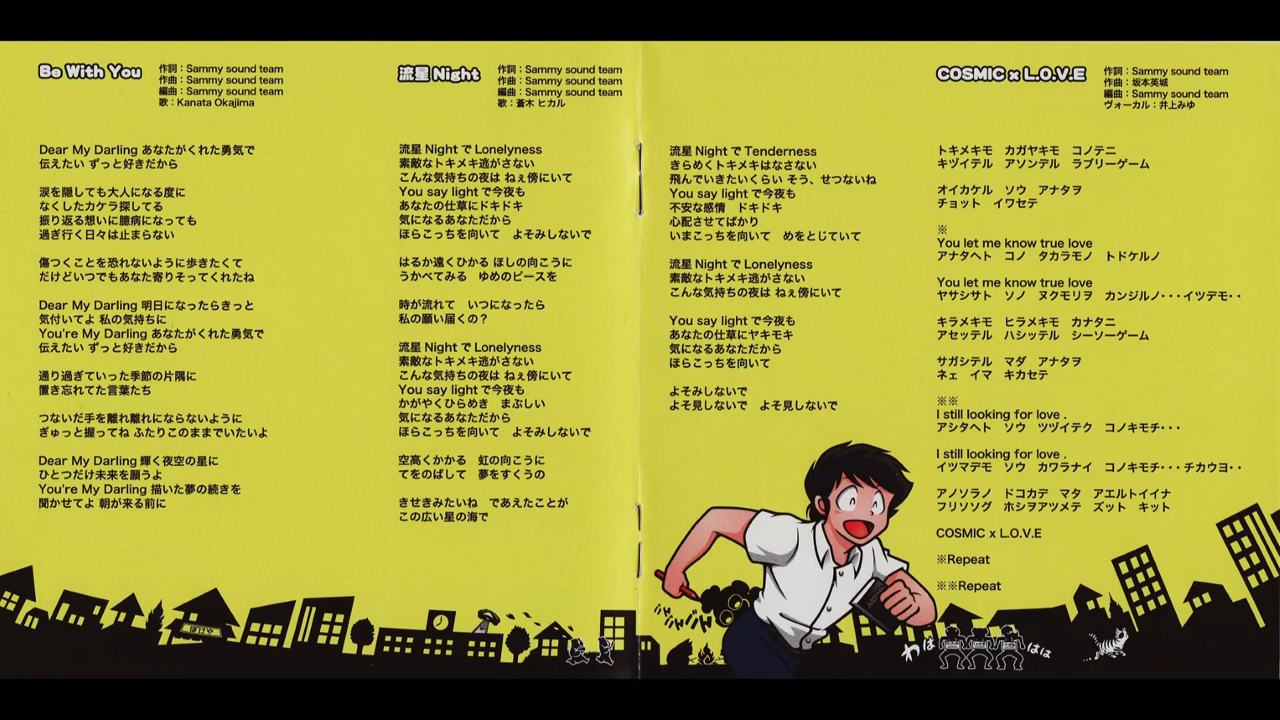 Be With You
作詞：Sammy sound team
作曲：Sammy sound team
編曲：Sammy sound team
歌：Kanata Okajima
Dear My Darling あなたがくれた勇気で
伝えたい ずっと好きだから
涙を隠しても大人になる度に
なくしたカケラ探してる
振り返る想いに臆病になっても
過ぎ行く日々は止まらない
傷つくことを恐れないように歩きたくて
だけどいつでもあなた寄りそってくれたね
Dear My Darling 明日になったらきっと
気付いてよ 私の気持ちに
You're My Darling あなたがくれた勇気で
伝えたい ずっと好きだから
通り過ぎていった季節の片隅に
置き忘れてた言葉たち
つないだ手を離れ離れにならないように
ぎゅっと握ってね ふたりこのままでいたいよ
Dear My Darling 輝く夜空の星に
ひとつだけ未来を願うよ
You're My Darling 描いた夢の続きを
聞かせてよ 朝が来る前に
流星 Night
作詞：Sammy sound team
作曲：Sammy sound team
編曲：Sammy sound team
歌：蒼木 ヒカル
流星 Night で Lonelyness
素敵なトキメキ逃がさない
こんな気持ちの夜は ねぇ傍にいて
You say light で今夜も
あなたの仕草にドキドキ
気になるあなただから
ほらこっちを向いて　よそみしないで
はるか遠くひかる ほしの向こうに
うかべてみる　ゆめのピースを
時が流れて　いつになったら
私の願い届くの？
流星 Night で Lonelyness
素敵なトキメキ逃がさない
こんな気持ちの夜は ねぇ傍にいて
You say light で今夜も
かがやくひらめき　まぶしい
気になるあなただから
ほらこっちを向いて　よそみしないで
空高くかかる　虹の向こうに
てをのばして　夢をすくうの
きせきみたいね　であえたことが
この広い星の海で
流星 Night で Tenderness
きらめくトキメキはなさない
飛んでいきたいくらい そう、せつないね
You say light で今夜も
不安な感情　ドキドキ
心配させてばかり
いまこっちを向いて　めをとじていて
流星 Night で Lonelyness
素敵なトキメキ逃がさない
こんな気持ちの夜は ねぇ傍にいて
You say light で今夜も
あなたの仕草にヤキモキ
気になるあなただから
ほらこっちを向いて
よそみしないで
よそ見しないで　よそ見しないで
COSMIC x L.O.V.E
作詞：Sammy sound team
作曲：坂本英城
編曲：Sammy sound team
ヴォーカル：井上みゆ
トキメキモ　カガヤキモ　コノテニ
キヅイテル　アソンデル　ラブリーゲーム
オイカケル　ソウ　アナタヲ
チョット　イワセテ
※
You let me know true love
アナタヘト　コノ　タカラモノ　トドケルノ
You let me know true love
ヤサシサト　ソノ　ヌクモリヲ　カンジルノ･･･イツデモ･･
キラメキモ　ヒラメキモ　カナタニ
アセッテル　ハシッテル　シーソーゲーム
サガシテル　マダ　アナタヲ
ネェ　イマ　キカセテ
※※
I still looking for love .
アシタヘト　ソウ　ツヅイテク　コノキモチ･･･
I still looking for love .
イツマデモ　ソウ　カワラナイ　コノキモチ･･･チカウヨ･･
アノソラノ　ドコカデ　マタ　アエルトイイナ
フリソソグ　ホシヲアツメテ　ズット　キット
COSMIC x L.O.V.E
※Repeat
※※Repeat
わはははは